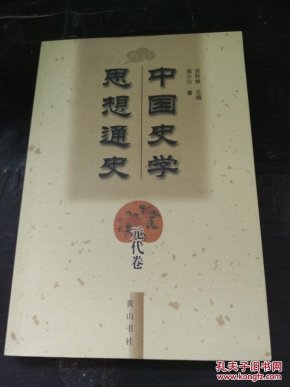 中国史学
思想通史
吴怀祺 主编
周少川 著
元代卷
黄山书社
孔夫子旧书网